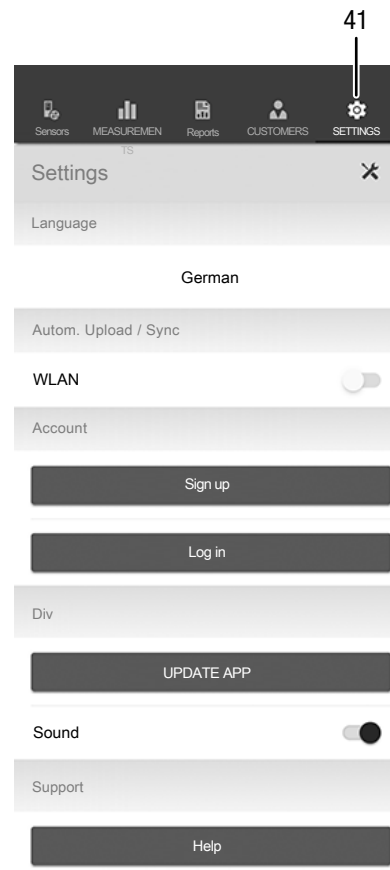 41
Sensors MEASUREMEN Reports CUSTOMERS SETTINGS
TS
Settings
Language
German
Autom. Upload / Sync
WLAN
Account
Sign up
Log in
Div
UPDATE APP
Sound
Support
Help